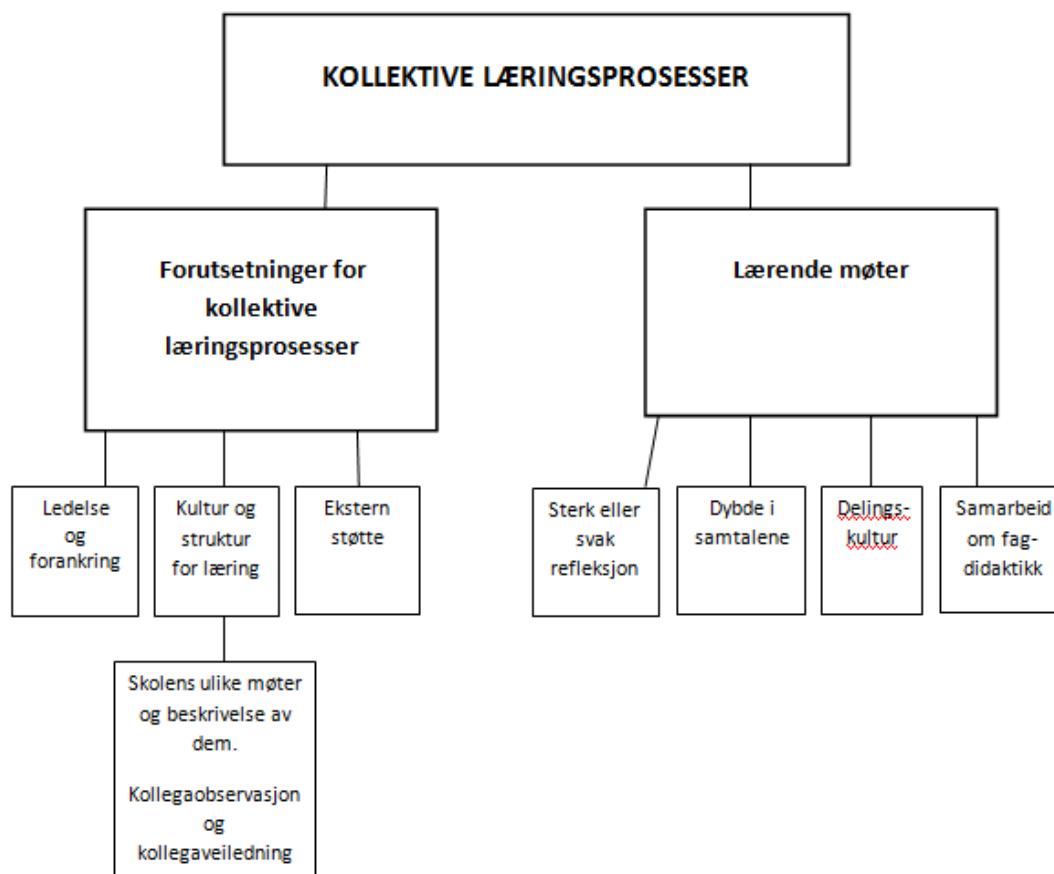 KOLLEKTIVE LÆRINGSPROSESSER
Forutsetninger for
kollektive
læringsprosesser
Lærende møter
Ledelse
og
forankring
Kultur og
struktur
for læring
Ekstern
støtte
Sterk eller
svak
refleksjon
Dybde i
samtalene
Delings-
kultur
Samarbeid
om fag-
didaktikk
Skolens ulike møter
og beskrivelse av
dem.
Kollegaobservasjon
og
kollegaveiledning